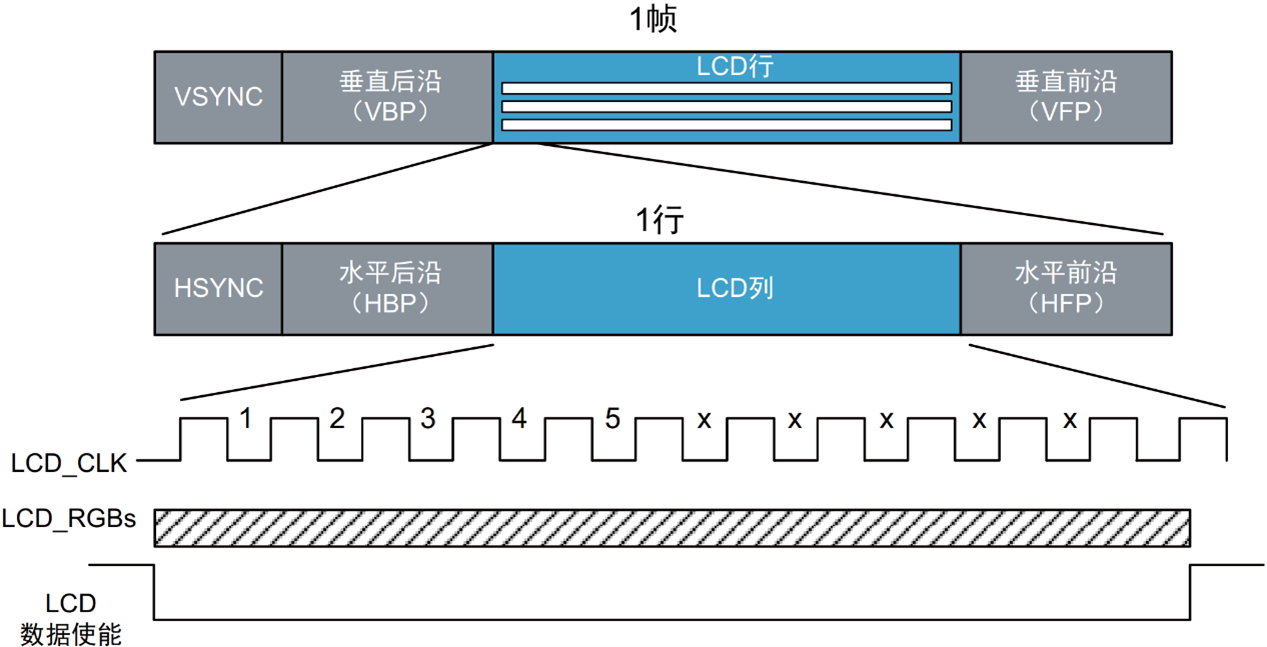 1帧
VSYNC
垂直后沿
(VBP)
LCD行
垂直前沿
(VFP)
1行
HSYNC
水平后沿
(HBP)
LCD列
水平前沿
(HFP)
1 2 3 4 5 x x x x x
LCD_CLK
LCD_RGBs
LCD
数据使能